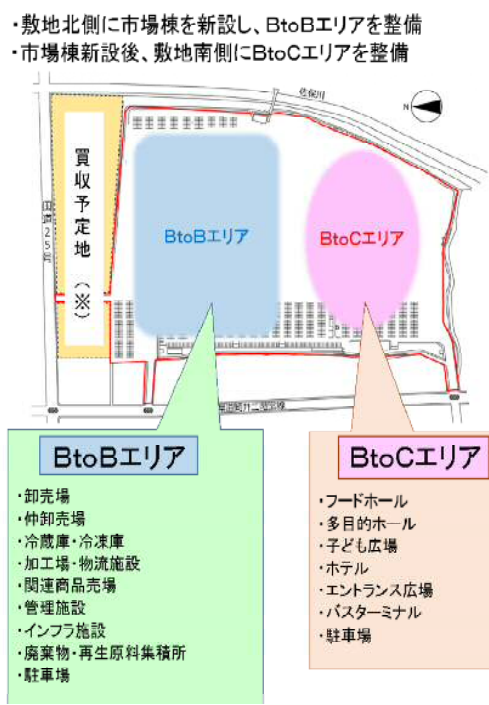 ・敷地北側に市場棟を新設し、BtoBエリアを整備
・市場棟新設後、敷地南側にBtoCエリアを整備
佐保川
N
買収予定地（※）
国道25号
BtoBエリア
BtoCエリア
BtoBエリア
・卸売場
・仲卸売場
・冷蔵庫・冷凍庫
・加工場・物流施設
・関連商品売場
・管理施設
・インフラ施設
・廃棄物・再生原料集積所
・駐車場
BtoCエリア
・フードホール
・多目的ホール
・子ども広場
・ホテル
・エントランス広場
・バスターミナル
・駐車場